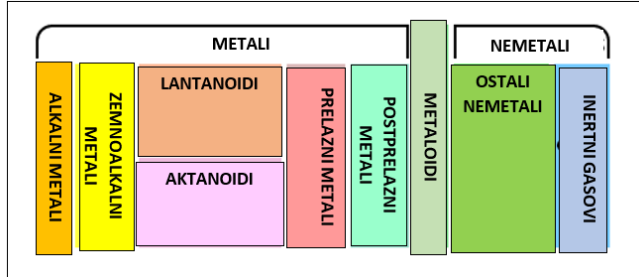 METALI
NEMETALI
ALKALNI METALI
ZEMNOALKALNI
METALI
LANTANOIDI
AKTANOIDI
PRELAZNI METALI
POSTPRELAZNI
METALI
METALOIDI
OSTALI
NEMETALI
INERTNI GASOVI